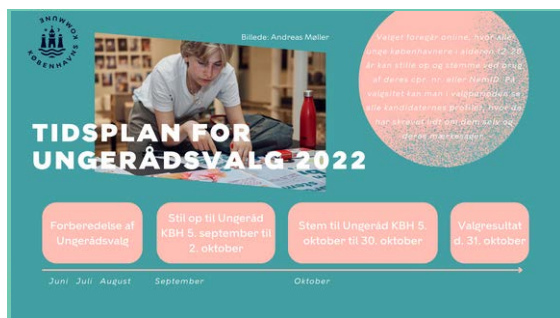 KØBENHAVNS KOMMUNE
Billede: Andreas Møller
Valget foregår online, hvor alle
unge københavnere i alderen 12-20
år kan stille op og stemme ved brug
af deres cpr. nr. eller NemID. På
valgsitet kan man i valgperioden se
alle kandidaternes profiler, hvor de
har skrevet lidt om dem selv og
deres mærkesager.
TIDSPLAN FOR
UNGERÅDSVALG 2022
Forberedelse af
Ungerådsvalg
Stil op til Ungeråd
KBH 5. september til
2. oktober
Stem til Ungeråd KBH 5.
oktober til 30. oktober
Valgresultat
d. 31. oktober
Juni Juli August September Oktober